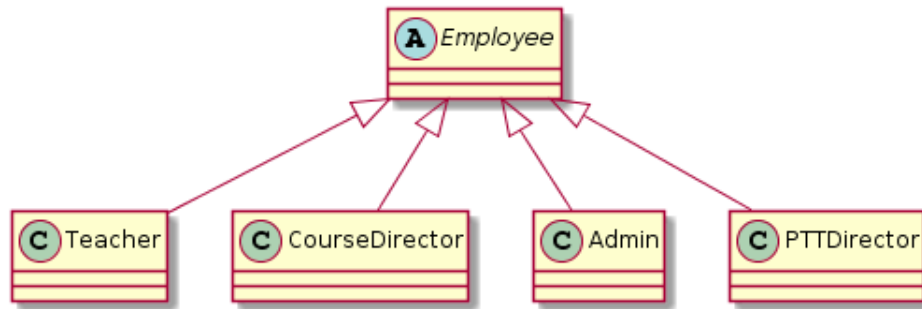 A Employee
C Teacher
C CourseDirector
C Admin
C PTTDirector